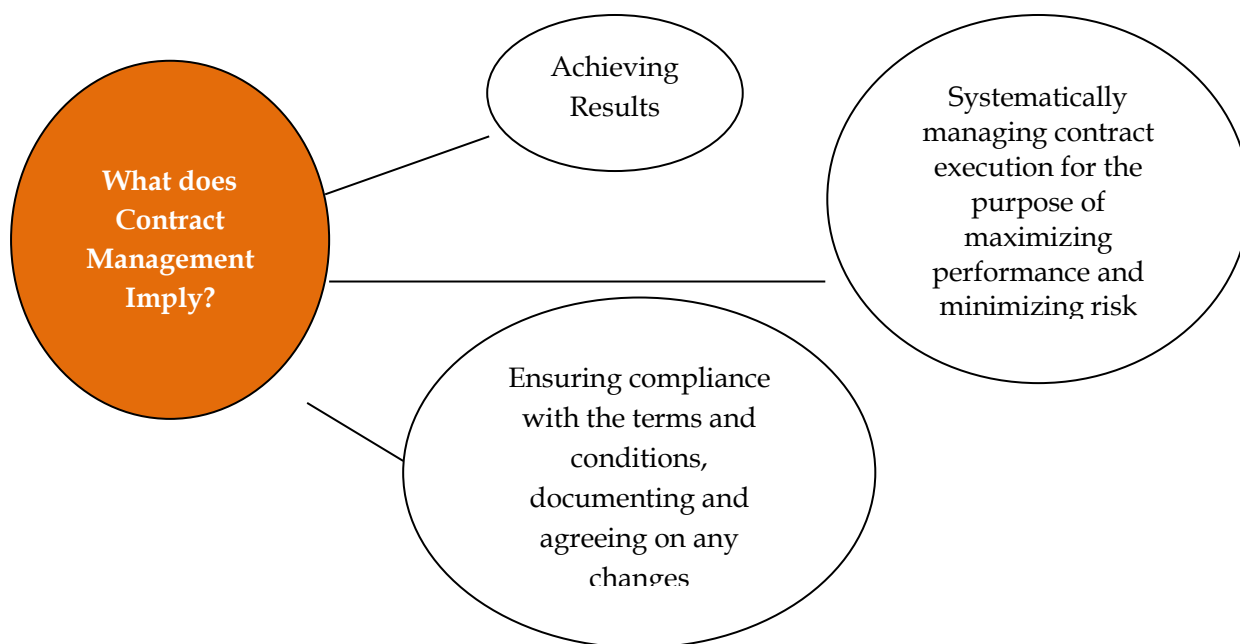 What does
Contract
Management
Imply?
Achieving
Results
Systematically
managing contract
execution for the
purpose of
maximizing
performance and
minimizing risk
Ensuring compliance
with the terms and
conditions,
documenting and
agreeing on any
changes